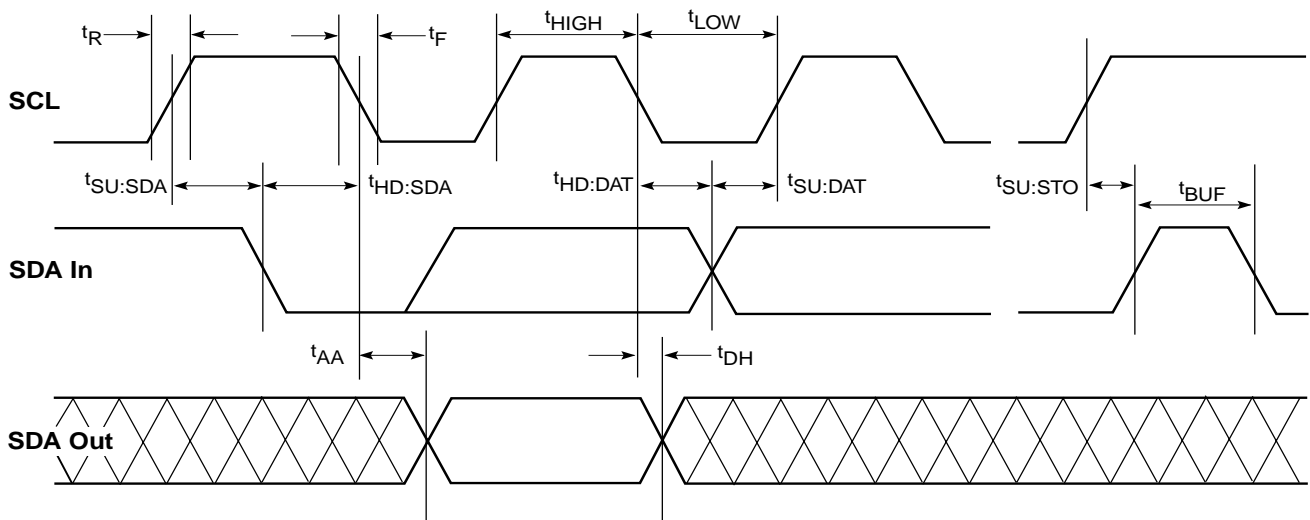 tR
tF
tHIGH
tLOW
SCL
tSU:SDA
tHD:SDA
tHD:DAT
tSU:DAT
tSU:STO
tBUF
SDA In
tAA
tDH
SDA Out